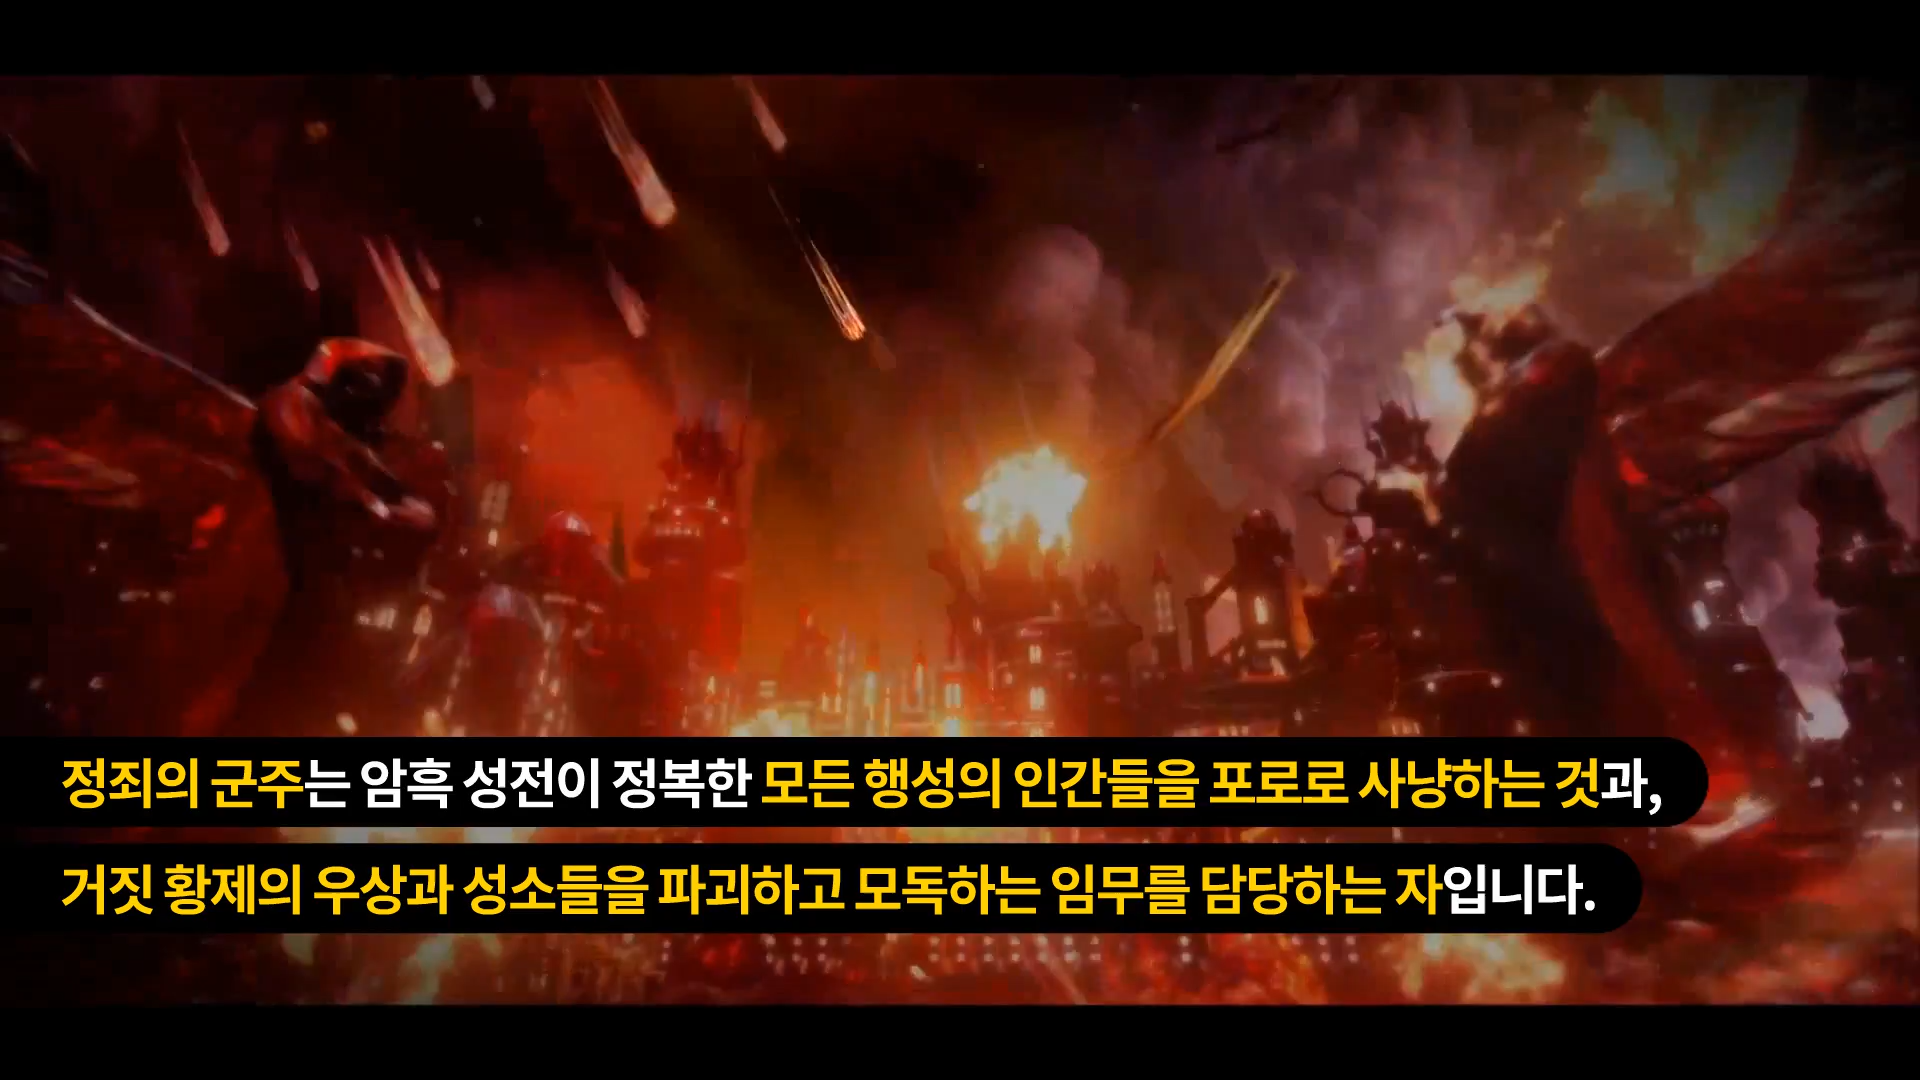 정죄의 군주는 암흑 성전이 정복한 모든 행성의 인간들을 포로로 사냥하는 것과,
거짓 황제의 우상과 성소들을 파괴하고 모독하는 임무를 담당하는 자입니다.